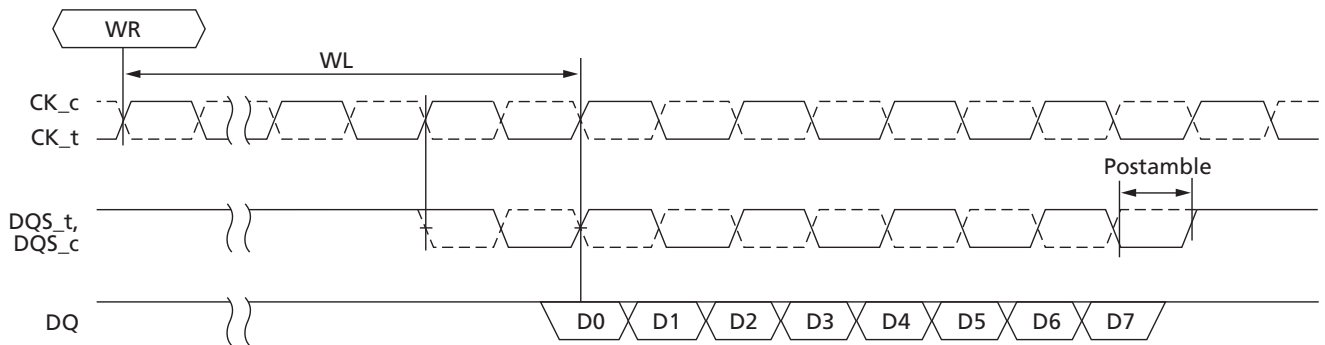 WR
WL
CK_c
CK_t
Postamble
DQS_t,
DQS_c
DQ
D0 D1 D2 D3 D4 D5 D6 D7